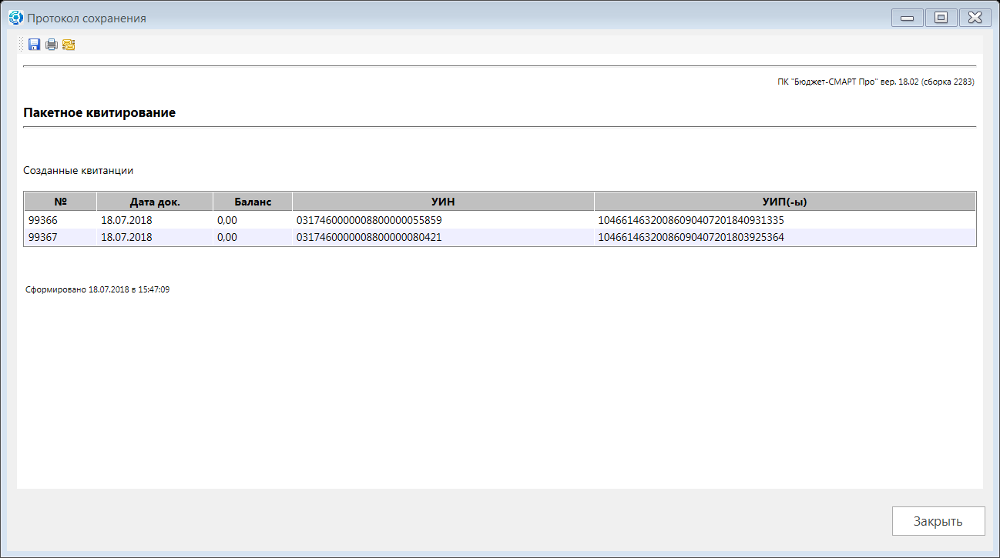 Протокол сохранения
ПК "Бюджет-СМАРТ Про" вер. 18.02 (сборка 2283)
Пакетное квитирование
Созданные квитанции
№ Дата док. Баланс УИН УИП(-ы)
99366 18.07.2018 0,00 0317460000008800000055859 10466146320086090407201840931335
99367 18.07.2018 0,00 0317460000008800000080421 10466146320086090407201803925364
Сформировано 18.07.2018 в 15:47:09
Закрыть